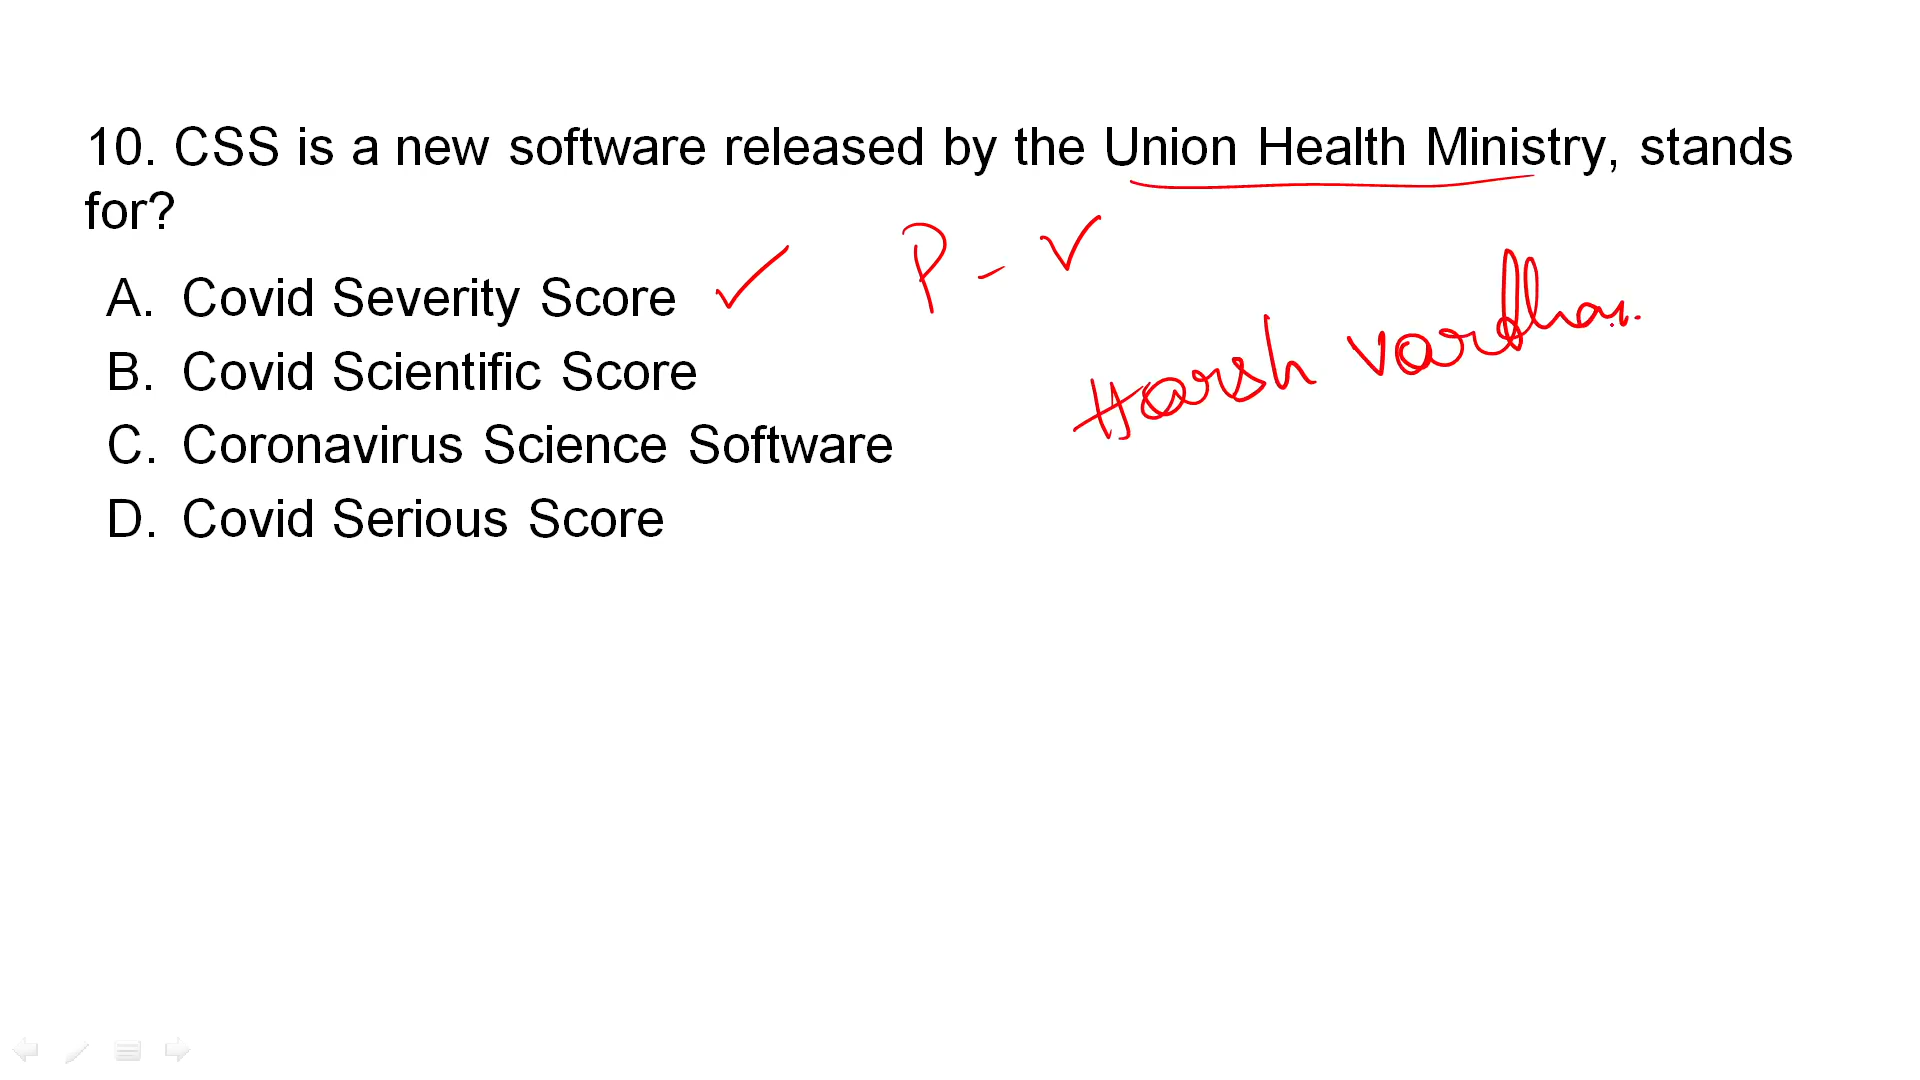 10. CSS is a new software released by the Union Health Ministry, stands
for?
A. Covid Severity Score
P -
B. Covid Scientific Score
C. Coronavirus Science Software
D. Covid Serious Score
Harsh vardhan.